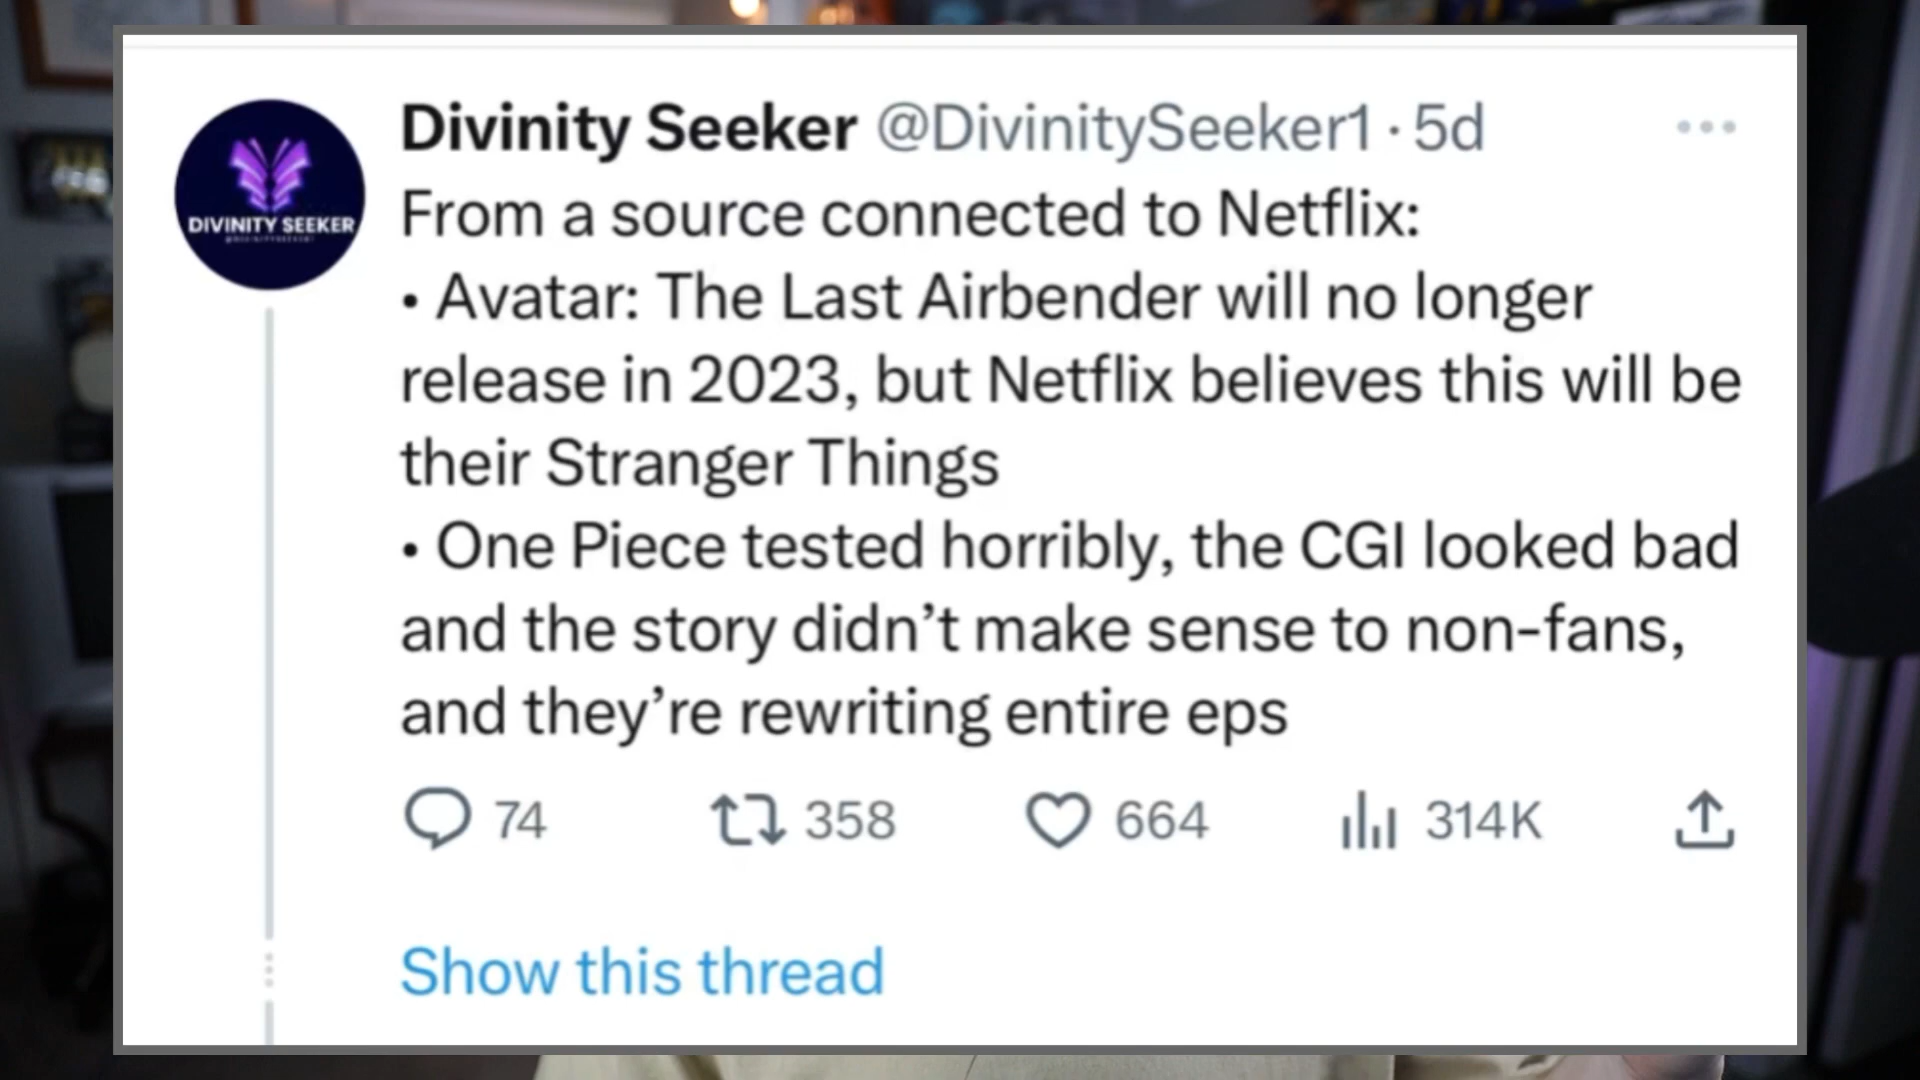 Divinity Seeker @DivinitySeeker1 · 5d
DIVINITY SEEKER
From a source connected to Netflix:
• Avatar: The Last Airbender will no longer
release in 2023, but Netflix believes this will be
their Stranger Things
• One Piece tested horribly, the CGI looked bad
and the story didn’t make sense to non-fans,
and they’re rewriting entire eps
74 358 664 314K
Show this thread